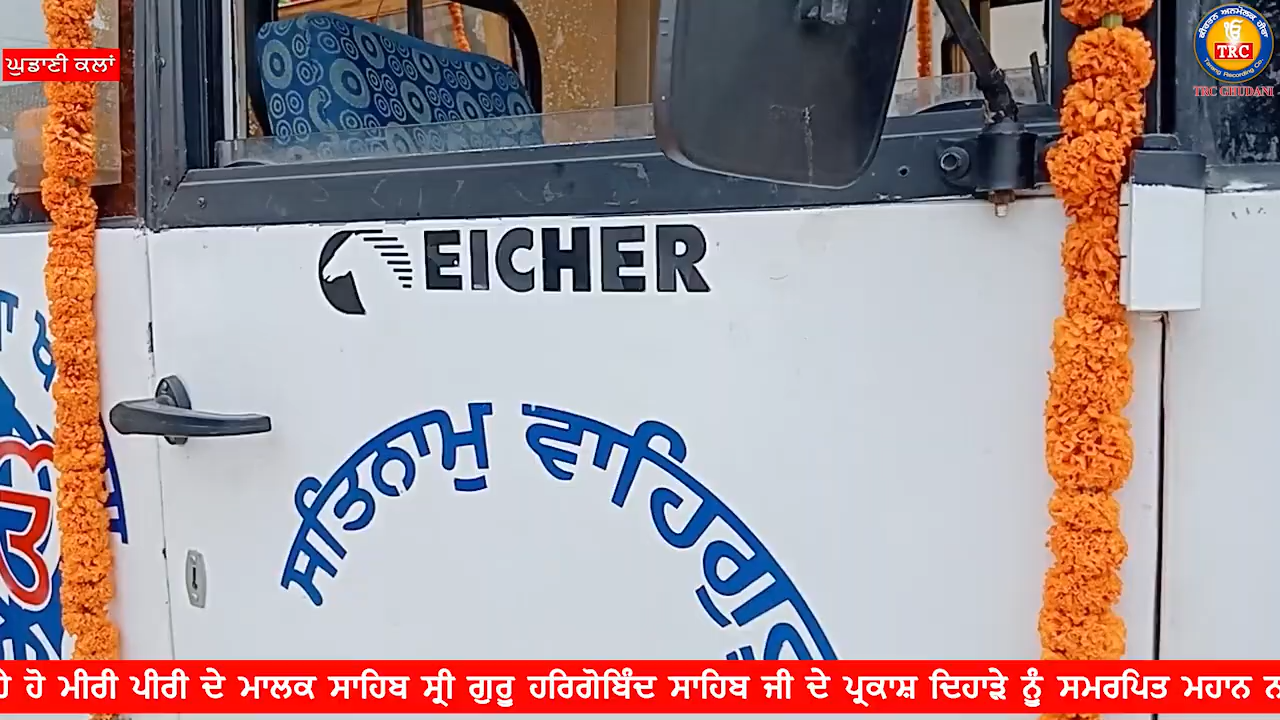 ਘੁਡਾਣੀ ਕਲਾਂ
TRC
TRC GHUDANI
EICHER
ਸਤਿਨਾਮੁ ਵਾਹਿਗੁਰੂ
ਹੋ ਮੀਰੀ ਪੀਰੀ ਦੇ ਮਾਲਕ ਸਾਹਿਬ ਸ੍ਰੀ ਗੁਰੂ ਹਰਿਗੋਬਿੰਦ ਸਾਹਿਬ ਜੀ ਦੇ ਪ੍ਰਕਾਸ਼ ਦਿਹਾੜੇ ਨੂੰ ਸਮਰਪਿਤ ਮਹਾਨ